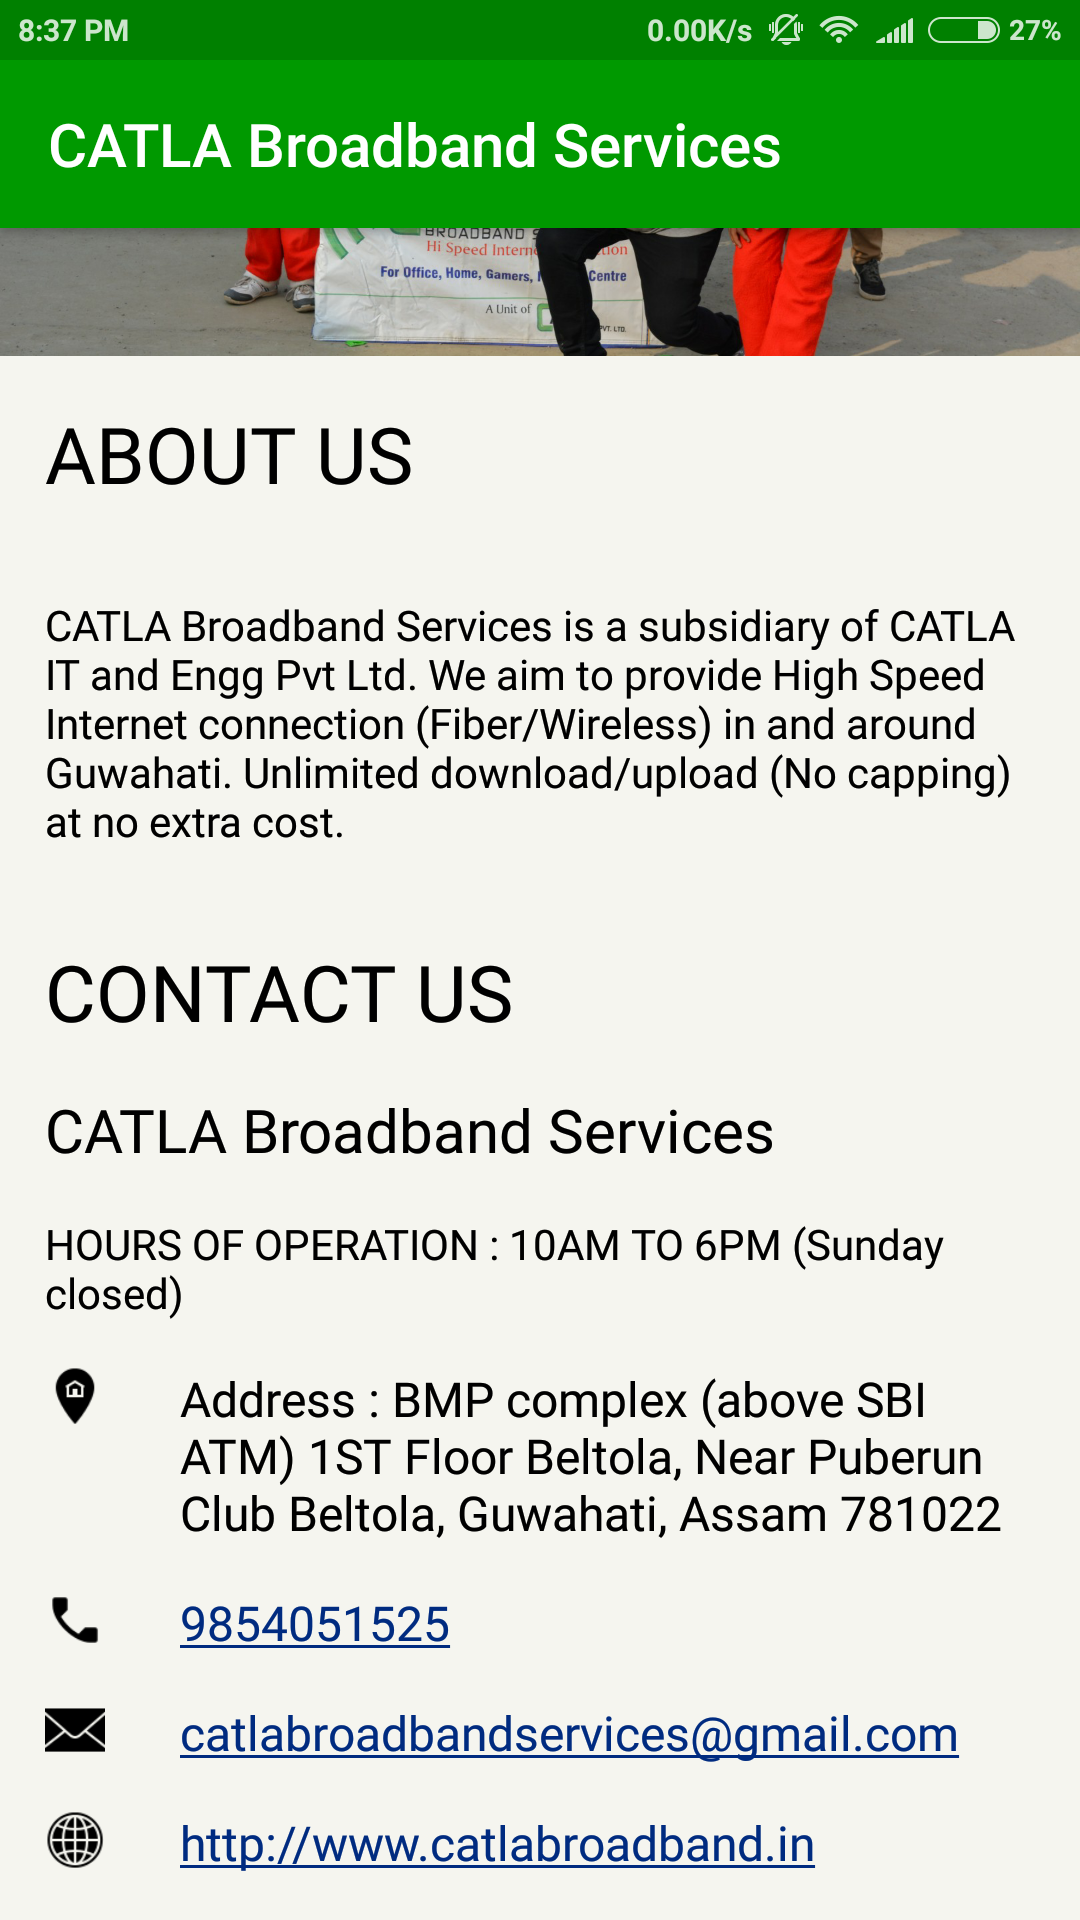 8:37 PM 0.00K/s 27%
CATLA Broadband Services
BROADBAND
Hi Speed Intern
tion
For Office, Home, Gamers,
Centre
A Unit of
PVT. LTD.
ABOUT US
CATLA Broadband Services is a subsidiary of CATLA
IT and Engg Pvt Ltd. We aim to provide High Speed
Internet connection (Fiber/Wireless) in and around
Guwahati. Unlimited download/upload (No capping)
at no extra cost.
CONTACT US
CATLA Broadband Services
HOURS OF OPERATION : 10AM TO 6PM (Sunday
closed)
Address : BMP complex (above SBI
ATM) 1ST Floor Beltola, Near Puberun
Club Beltola, Guwahati, Assam 781022
9854051525
catlabroadbandservices@gmail.com
http://www.catlabroadband.in